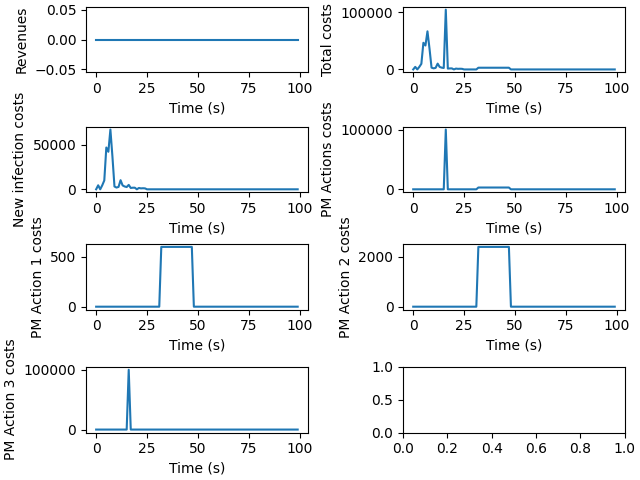 Revenues
0.05
0.00
−0.05
0 25 50 75 100
Time (s)
Total costs
100000
0
0 25 50 75 100
Time (s)
New infection costs
50000
0
0 25 50 75 100
Time (s)
PM Actions costs
100000
0
0 25 50 75 100
Time (s)
PM Action 1 costs
500
0
0 25 50 75 100
Time (s)
PM Action 2 costs
2000
0
0 25 50 75 100
Time (s)
PM Action 3 costs
100000
0
0 25 50 75 100
Time (s)
1.0
0.5
0.0
0.0 0.2 0.4 0.6 0.8 1.0